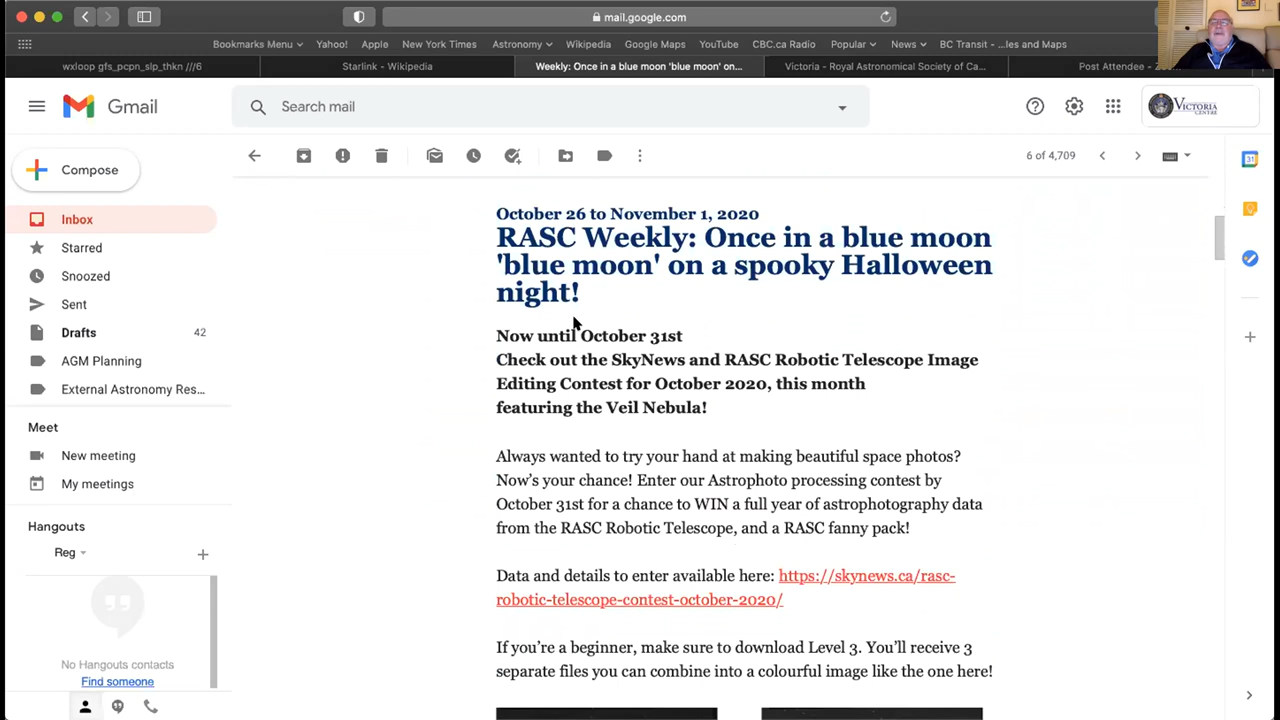 mail.google.com
Bookmarks Menu Yahoo! Apple New York Times Astronomy Wikipedia Google Maps YouTube CBC.ca Radio Popular News BC Transit - ...les and Maps
wxloop gfs_pcpn_slp_thkn ///6
Starlink - Wikipedia
Weekly: Once in a blue moon 'blue moon' on...
Victoria - Royal Astronomical Society of Ca...
Post Attendee - Zo
Gmail
Search mail
VICTORIA
CENTRE
Compose
6 of 4,709
31
Inbox
Starred
Snoozed
Sent
Drafts 42
AGM Planning
External Astronomy Res...
Meet
New meeting
My meetings
Hangouts
Reg
No Hangouts contacts
Find someone
October 26 to November 1, 2020
RASC Weekly: Once in a blue moon
'blue moon' on a spooky Halloween
night!
Now until October 31st
Check out the SkyNews and RASC Robotic Telescope Image
Editing Contest for October 2020, this month
featuring the Veil Nebula!
Always wanted to try your hand at making beautiful space photos?
Now's your chance! Enter our Astrophoto processing contest by
October 31st for a chance to WIN a full year of astrophotography data
from the RASC Robotic Telescope, and a RASC fanny pack!
Data and details to enter available here: https://skynews.ca/rasc-
robotic-telescope-contest-october-2020/
If you're a beginner, make sure to download Level 3. You'll receive 3
separate files you can combine into a colourful image like the one here!